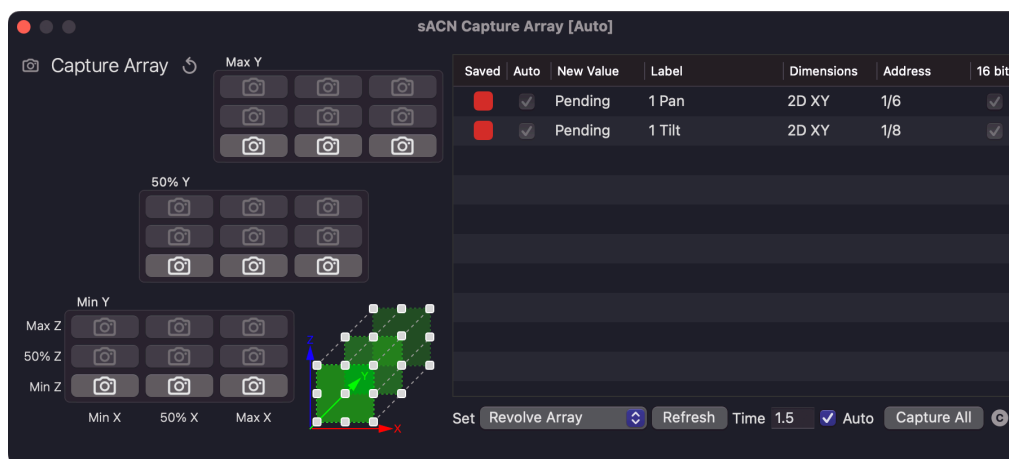 sACN Capture Array [Auto]
Capture Array
Max Y
50% Y
Min Y
Max Z
50% Z
Min Z
Min X 50% X Max X
Z
Y
X
Saved Auto New Value Label Dimensions Address 16 bit
Pending 1 Pan 2D XY 1/6
Pending 1 Tilt 2D XY 1/8
Set Revolve Array Refresh Time 1.5 Auto Capture All C